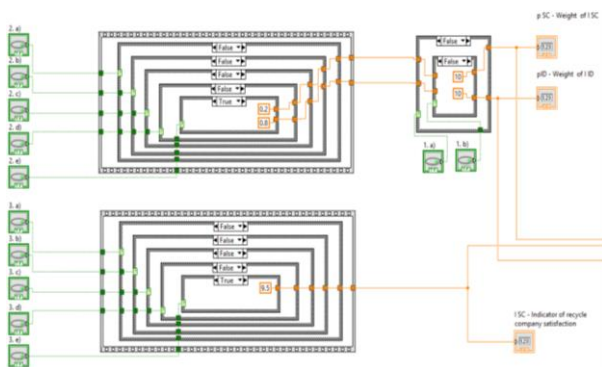 2. a)
2. b)
2. c)
2. d)
2. e)
False
False
False
False
True
0.2
0.8
False
False
10
10
1. a)
1. b)
p SC - Weight of I SC
pID - Weight of I ID
3. a)
3. b)
3. c)
3. d)
3. e)
False
False
False
False
True
I SC - Indicator of recycle
company satisfaction